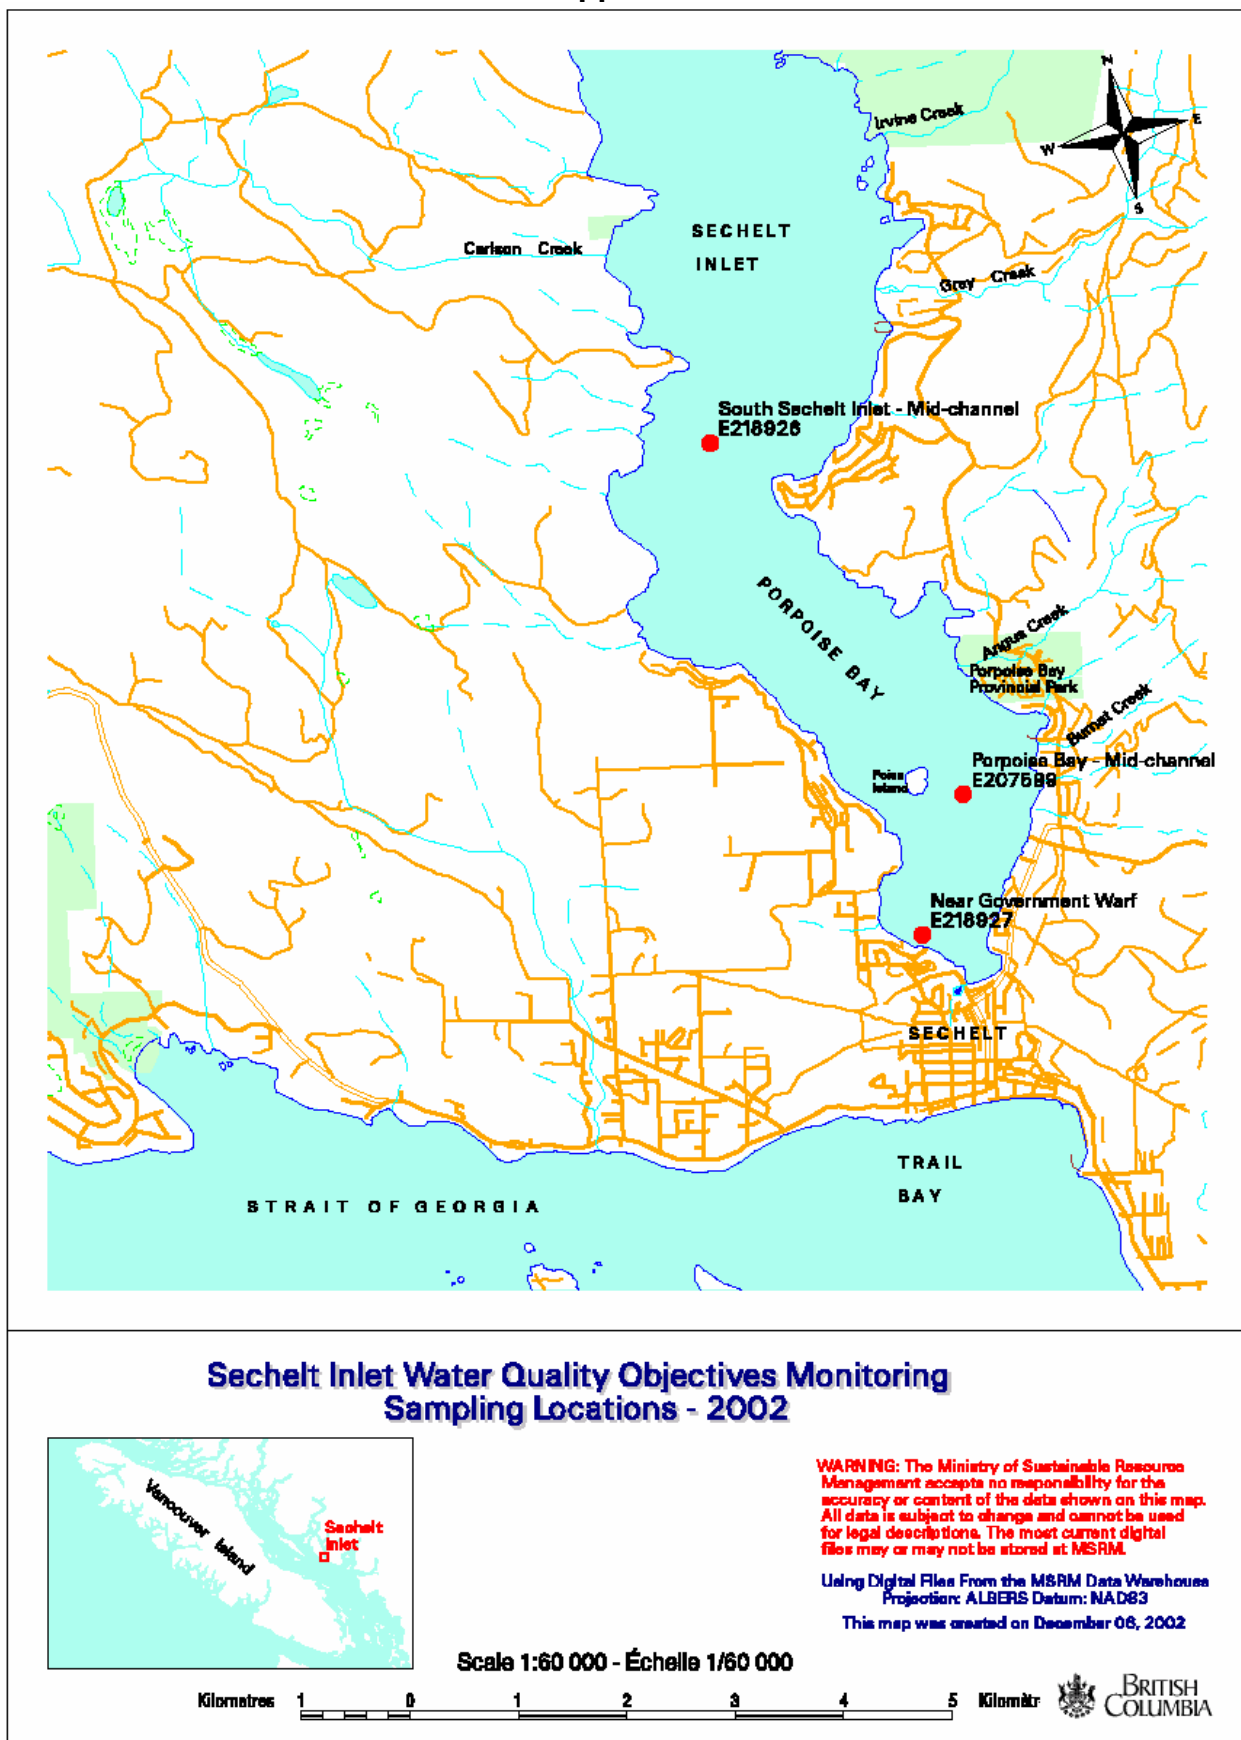 N
Irvine Creek
E
W
S
SECHELT
INLET
Carlson Creek
Gray Creek
South Sechelt Inlet - Mid-channel
E218926
PORPOISE BAY
Angus Creek
Porpoise Bay
Provincial Park
Burnet Creek
Porpoise Bay - Mid-channel
E207599
Poise
Island
Near Government Warf
E218927
SECHELT
TRAIL
BAY
STRAIT OF GEORGIA
Sechelt Inlet Water Quality Objectives Monitoring
Sampling Locations - 2002
Vancouver Island
Sechelt
Inlet
WARNING: The Ministry of Sustainable Resource
Management accepts no responsibility for the
accuracy or content of the data shown on this map.
All data is subject to change and cannot be used
for legal descriptions. The most current digital
files may or may not be stored at MSRM.
Using Digital Files From the MSRM Data Warehouse
Projection: ALBERS Datum: NAD83
This map was created on December 06, 2002
Scale 1:60 000 - Échelle 1/60 000
Kilometres 1 0 1 2 3 4 5 Kilomètr
BRITISH
COLUMBIA